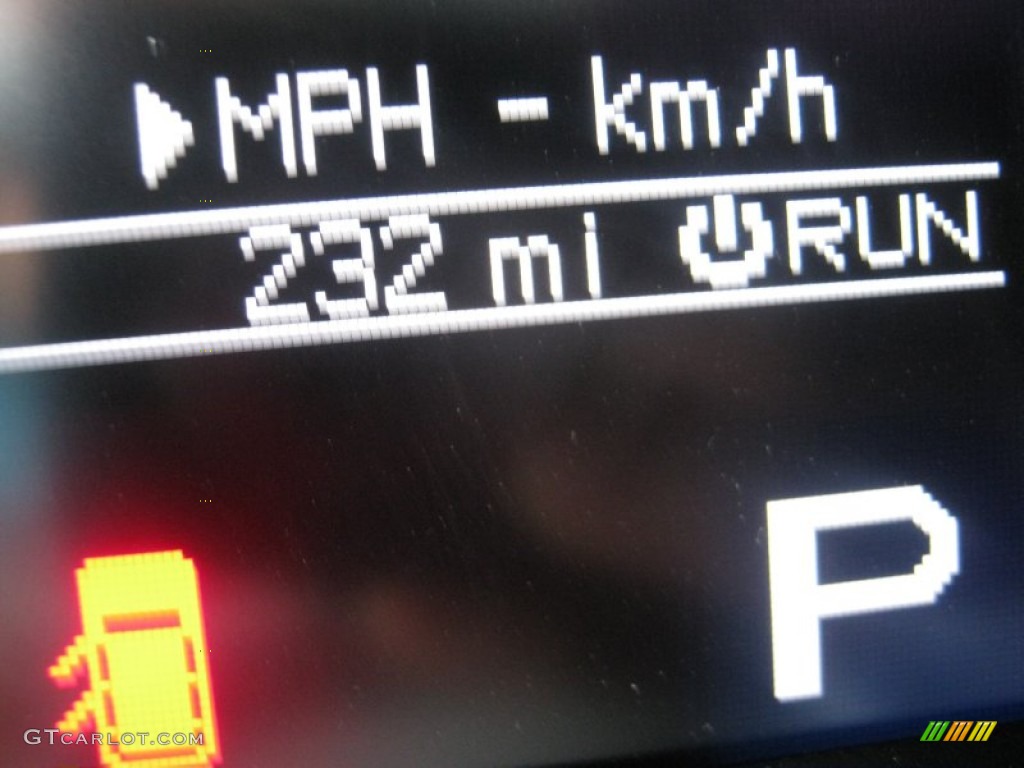 MPH - km/h
232 mi RUN
P
GTCARLOT.COM